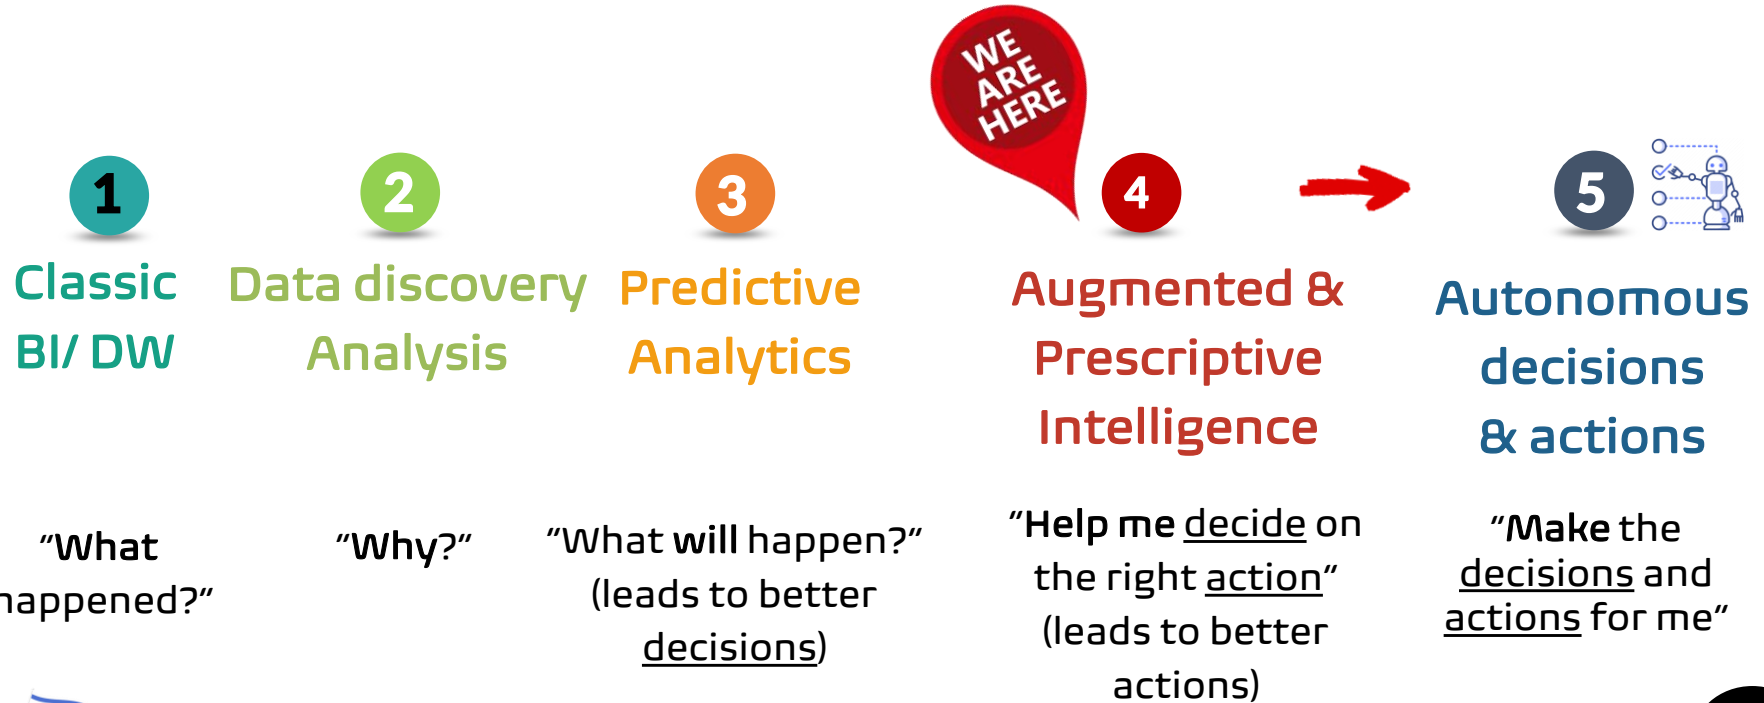 WE
ARE
HERE
1
2
3
4
5
Classic
BI/ DW
Data discovery
Analysis
Predictive
Analytics
Augmented &
Prescriptive
Intelligence
Autonomous
decisions
& actions
"What
happened?"
"Why?"
"What will happen?"
(leads to better
decisions)
"Help me decide on
the right action"
(leads to better
actions)
"Make the
decisions and
actions for me"